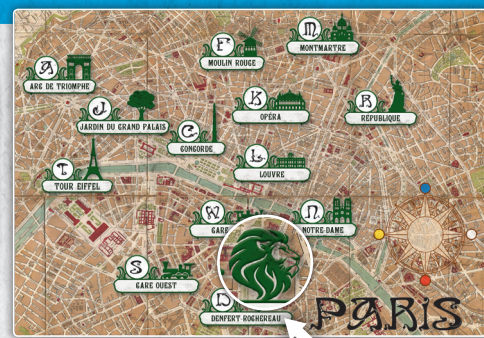 M
MONTMARTRE
F
MOULIN ROUGE
A
ARC DE TRIOMPHE
K
OPÉRA
R
RÉPUBLIQUE
J
JARDIN DU GRAND PALAIS
C
CONCORDE
L
LOUVRE
T
TOUR EIFFEL
W
GARE
N
NOTRE-DAME
S
GARE OUEST
D
DENFERT-ROCHEREAU
PARIS